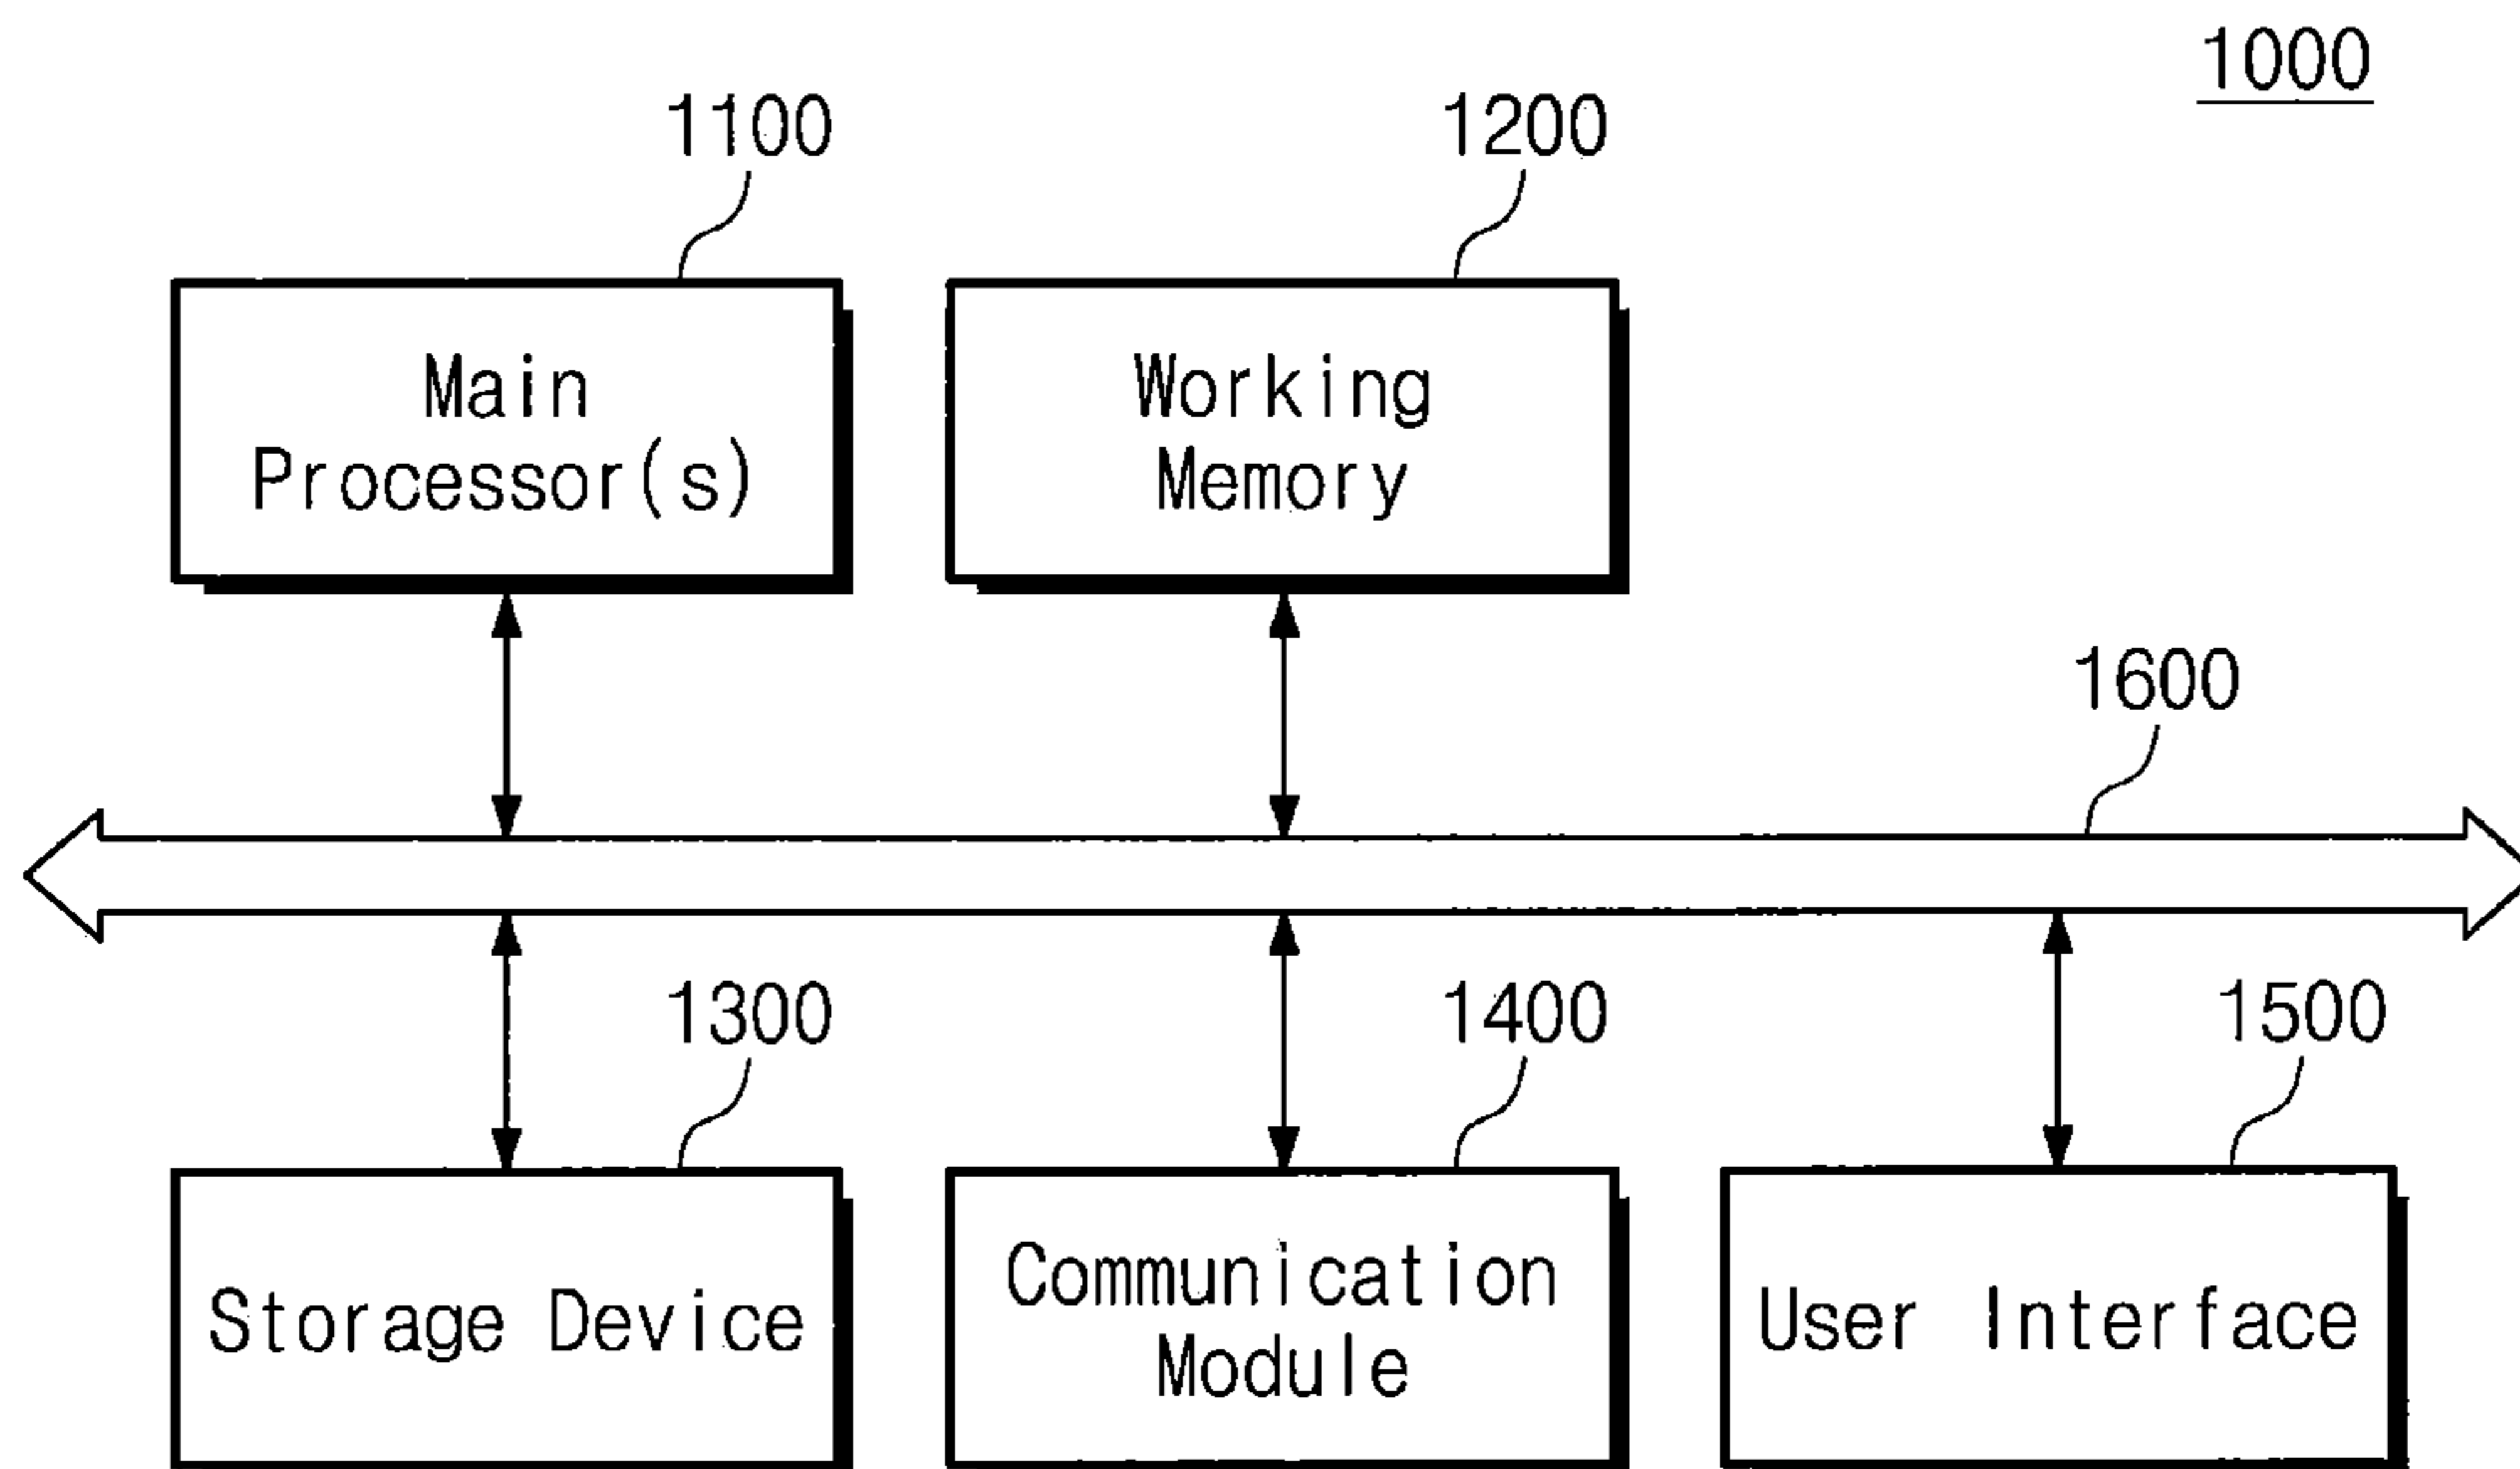 1000
1100
1200
Main
Processor(s)
Working
Memory
1600
1300
1400
1500
Storage Device
Communication
Module
User Interface